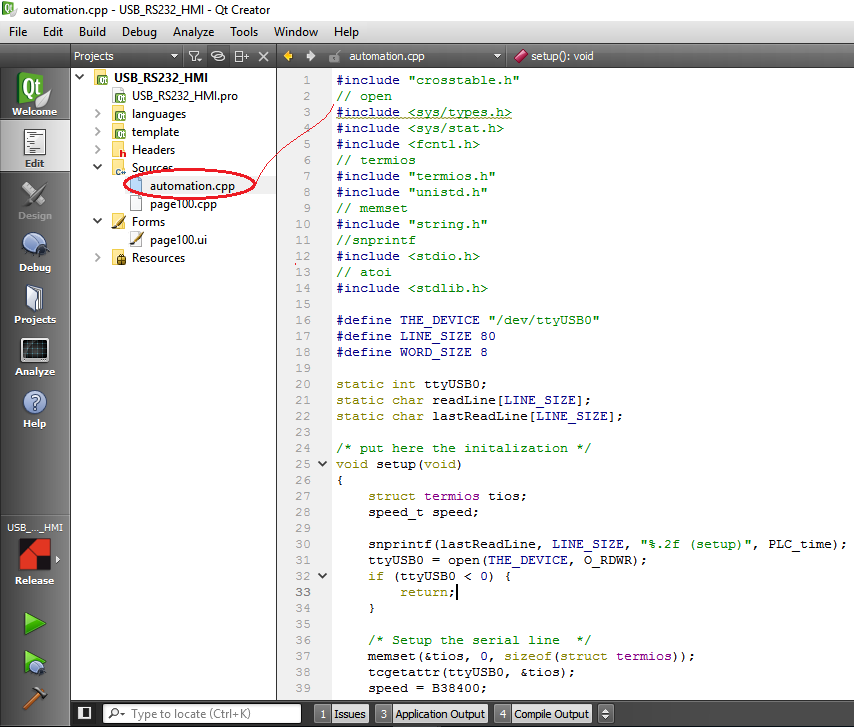 automation.cpp - USB_RS232_HMI - Qt Creator
File Edit Build Debug Analyze Tools Window Help
Projects automation.cpp setup(): void
Qt
Welcome
Edit
Design
Debug
Projects
Analyze
Help
USB_..._HMI
Release
USB_RS232_HMI
USB_RS232_HMI.pro
languages
template
Headers
Sources
automation.cpp
page100.cpp
Forms
page100.ui
Resources
1 #include "crosstable.h"
2 // open
3 #include <sys/types.h>
4 #include <sys/stat.h>
5 #include <fcntl.h>
6 // termios
7 #include "termios.h"
8 #include "unistd.h"
9 // memset
10 #include "string.h"
11 //snprintf
12 #include <stdio.h>
13 // atoi
14 #include <stdlib.h>
15
16 #define THE_DEVICE "/dev/ttyUSB0"
17 #define LINE_SIZE 80
18 #define WORD_SIZE 8
19
20 static int ttyUSB0;
21 static char readLine[LINE_SIZE];
22 static char lastReadLine[LINE_SIZE];
23
24 /* put here the initalization */
25 void setup(void)
26 {
27 struct termios tios;
28 speed_t speed;
29
30 snprintf(lastReadLine, LINE_SIZE, "%.2f (setup)", PLC_time);
31 ttyUSB0 = open(THE_DEVICE, O_RDWR);
32 if (ttyUSB0 < 0) {
33 return;
34 }
35
36 /* Setup the serial line */
37 memset(&tios, 0, sizeof(struct termios));
38 tcgetattr(ttyUSB0, &tios);
39 speed = B38400;
Type to locate (Ctrl+K) 1 Issues 3 Application Output 4 Compile Output